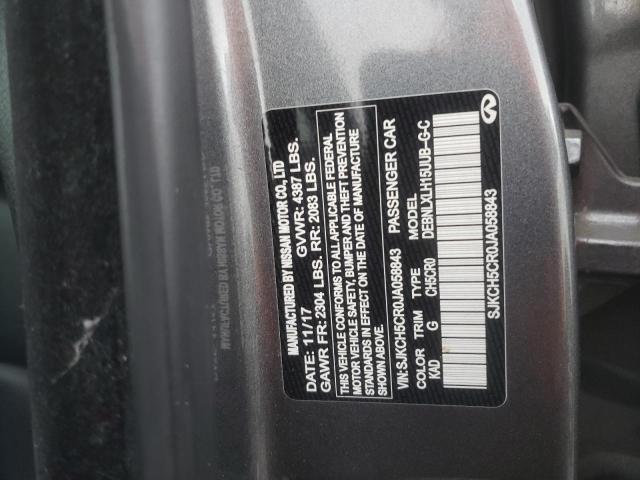 MANUFACTURED BY NISSAN MOTOR CO., LTD
DATE: 11/17 GVWR: 4387 LBS.
GAWR FR: 2304 LBS. RR: 2083 LBS.
THIS VEHICLE CONFORMS TO ALL APPLICABLE FEDERAL
MOTOR VEHICLE SAFETY, BUMPER AND THEFT PREVENTION
STANDARDS IN EFFECT ON THE DATE OF MANUFACTURE
SHOWN ABOVE.
VIN: SJKCH5CR0JA058843 PASSENGER CAR
COLOR TRIM TYPE DEBNLXLH15UUB-G-C
KAD G CH5CR0
SJKCH5CR0JA058843